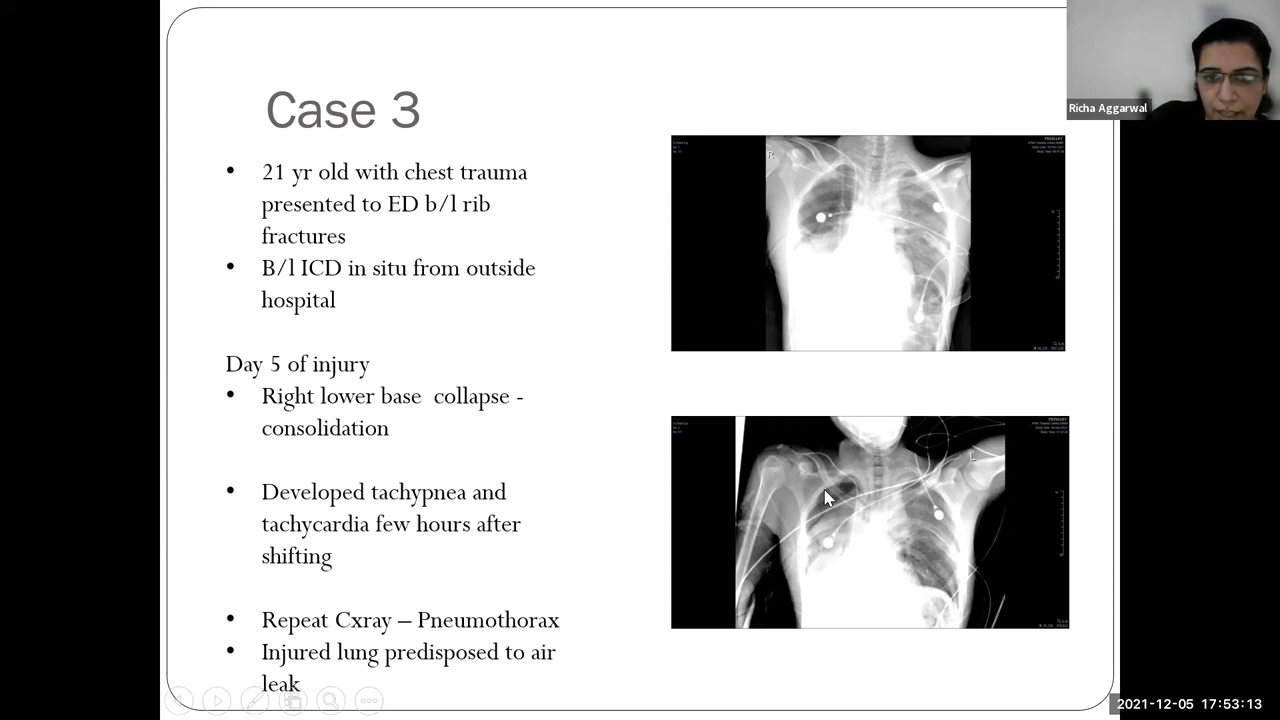 Richa Aggarwal
Case 3
• 21 yr old with chest trauma
presented to ED b/l rib
fractures
• B/l ICD in situ from outside
hospital
Day 5 of injury
• Right lower base collapse -
consolidation
• Developed tachypnea and
tachycardia few hours after
shifting
• Repeat Cxray – Pneumothorax
• Injured lung predisposed to air
leak
R
PRIMARY
L
2021-12-05 17:53:13